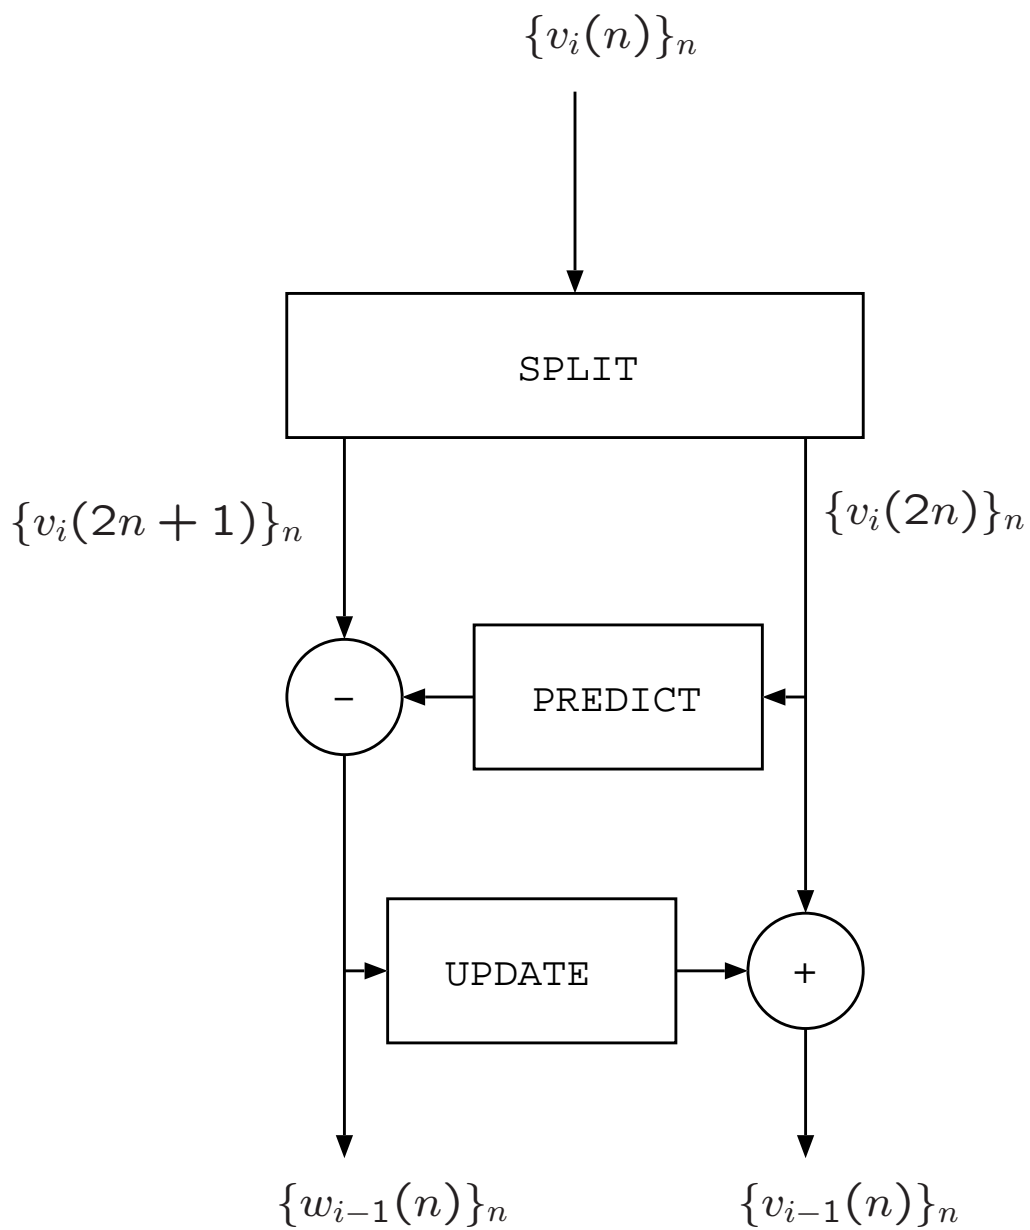 {v_i(n)}_n
SPLIT
{v_i(2n + 1)}_n
{v_i(2n)}_n
-
PREDICT
UPDATE
+
{w_{i−1}(n)}_n
{v_{i−1}(n)}_n